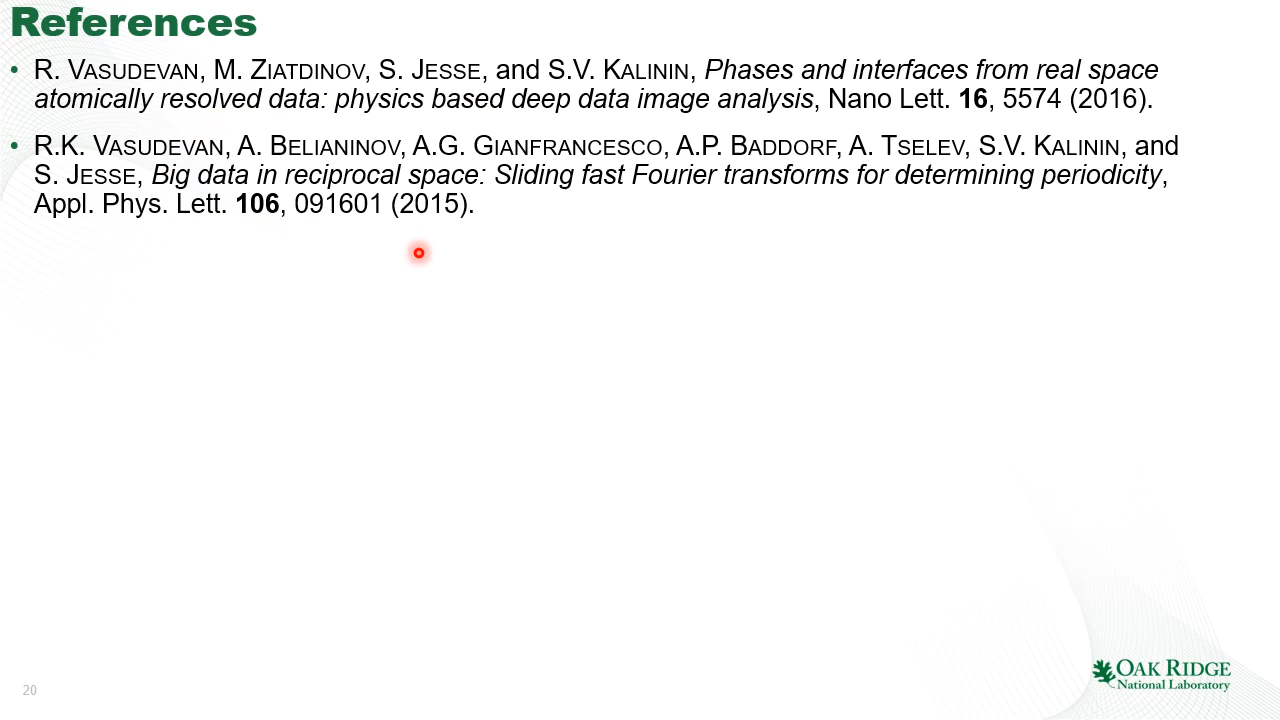 References
• R. VASUDEVAN, M. ZIATDINOV, S. JESSE, and S.V. KALININ, Phases and interfaces from real space
atomically resolved data: physics based deep data image analysis, Nano Lett. 16, 5574 (2016).
• R.K. VASUDEVAN, A. BELIANINOV, A.G. GIANFRANCESCO, A.P. BADDORF, A. TSELEV, S.V. KALININ, and
S. JESSE, Big data in reciprocal space: Sliding fast Fourier transforms for determining periodicity,
Appl. Phys. Lett. 106, 091601 (2015).
20
OAK RIDGE
National Laboratory